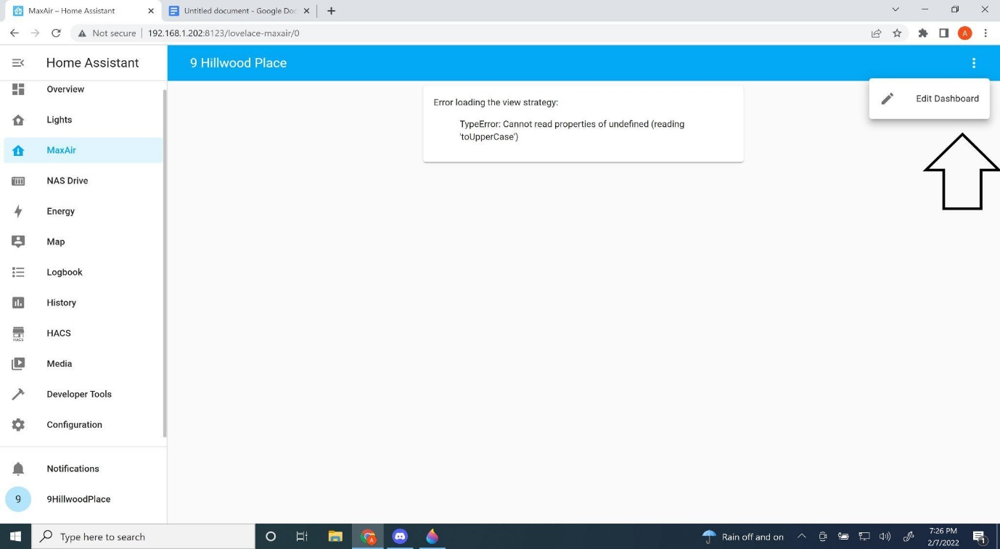 MaxAir – Home Assistant
Untitled document - Google Doc
Not secure
192.168.1.202:8123/lovelace-maxair/0
A
Home Assistant
9 Hillwood Place
Overview
Lights
MaxAir
NAS Drive
Energy
Map
Logbook
History
HACS
HACS
Media
Developer Tools
Configuration
Notifications
9
9HillwoodPlace
Error loading the view strategy:
TypeError: Cannot read properties of undefined (reading
'toUpperCase')
Edit Dashboard
Type here to search
A
Rain off and on
7:26 PM
2/7/2022
1